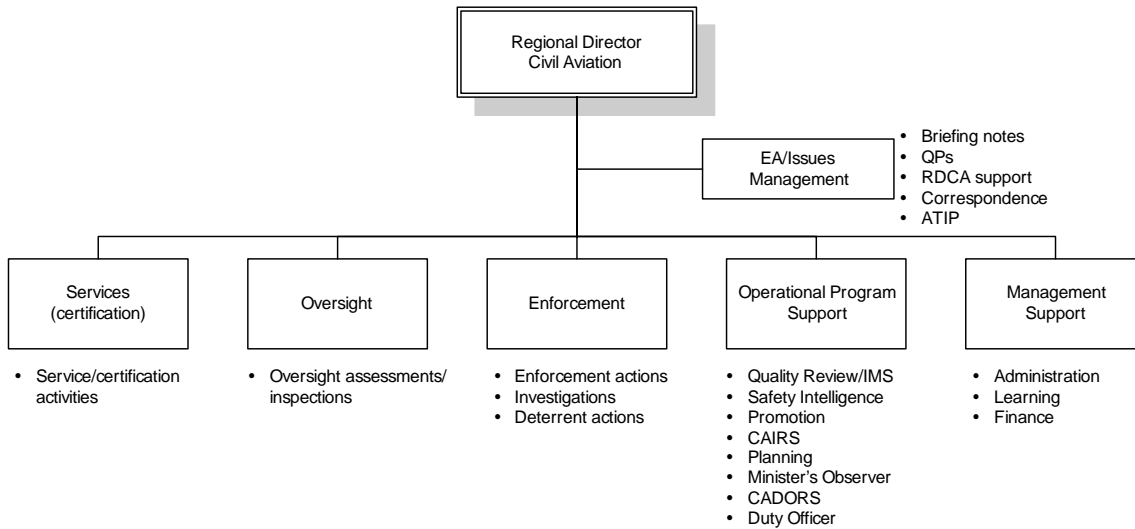 Regional Director
Civil Aviation
EA/Issues
Management
• Briefing notes
• QPs
• RDCA support
• Correspondence
• ATIP
Services
(certification)
Oversight
Enforcement
Operational Program
Support
Management
Support
• Service/certification
activities
• Oversight assessments/
inspections
• Enforcement actions
• Investigations
• Deterrent actions
• Quality Review/IMS
• Safety Intelligence
• Promotion
• CAIRS
• Planning
• Minister's Observer
• CADORS
• Duty Officer
• Administration
• Learning
• Finance